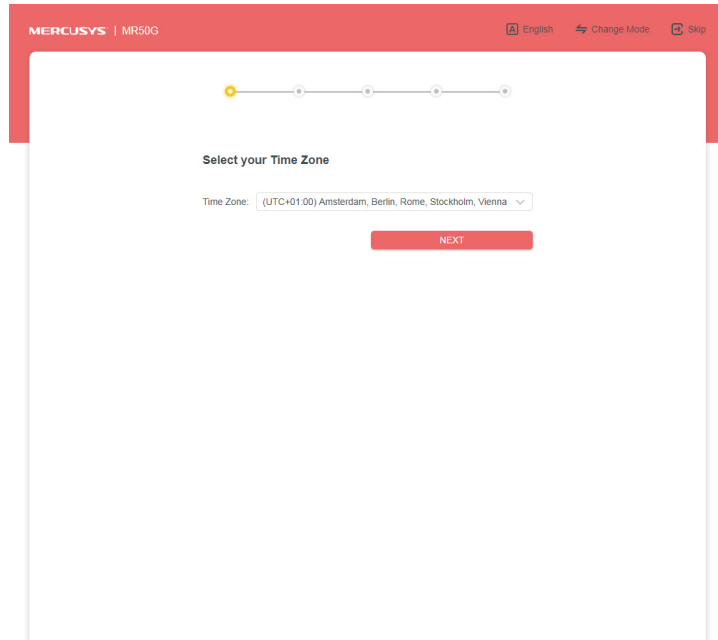 MERCUSYS | MR50G
A English
Change Mode
Skip
Select your Time Zone
Time Zone: (UTC+01:00) Amsterdam, Berlin, Rome, Stockholm, Vienna
NEXT